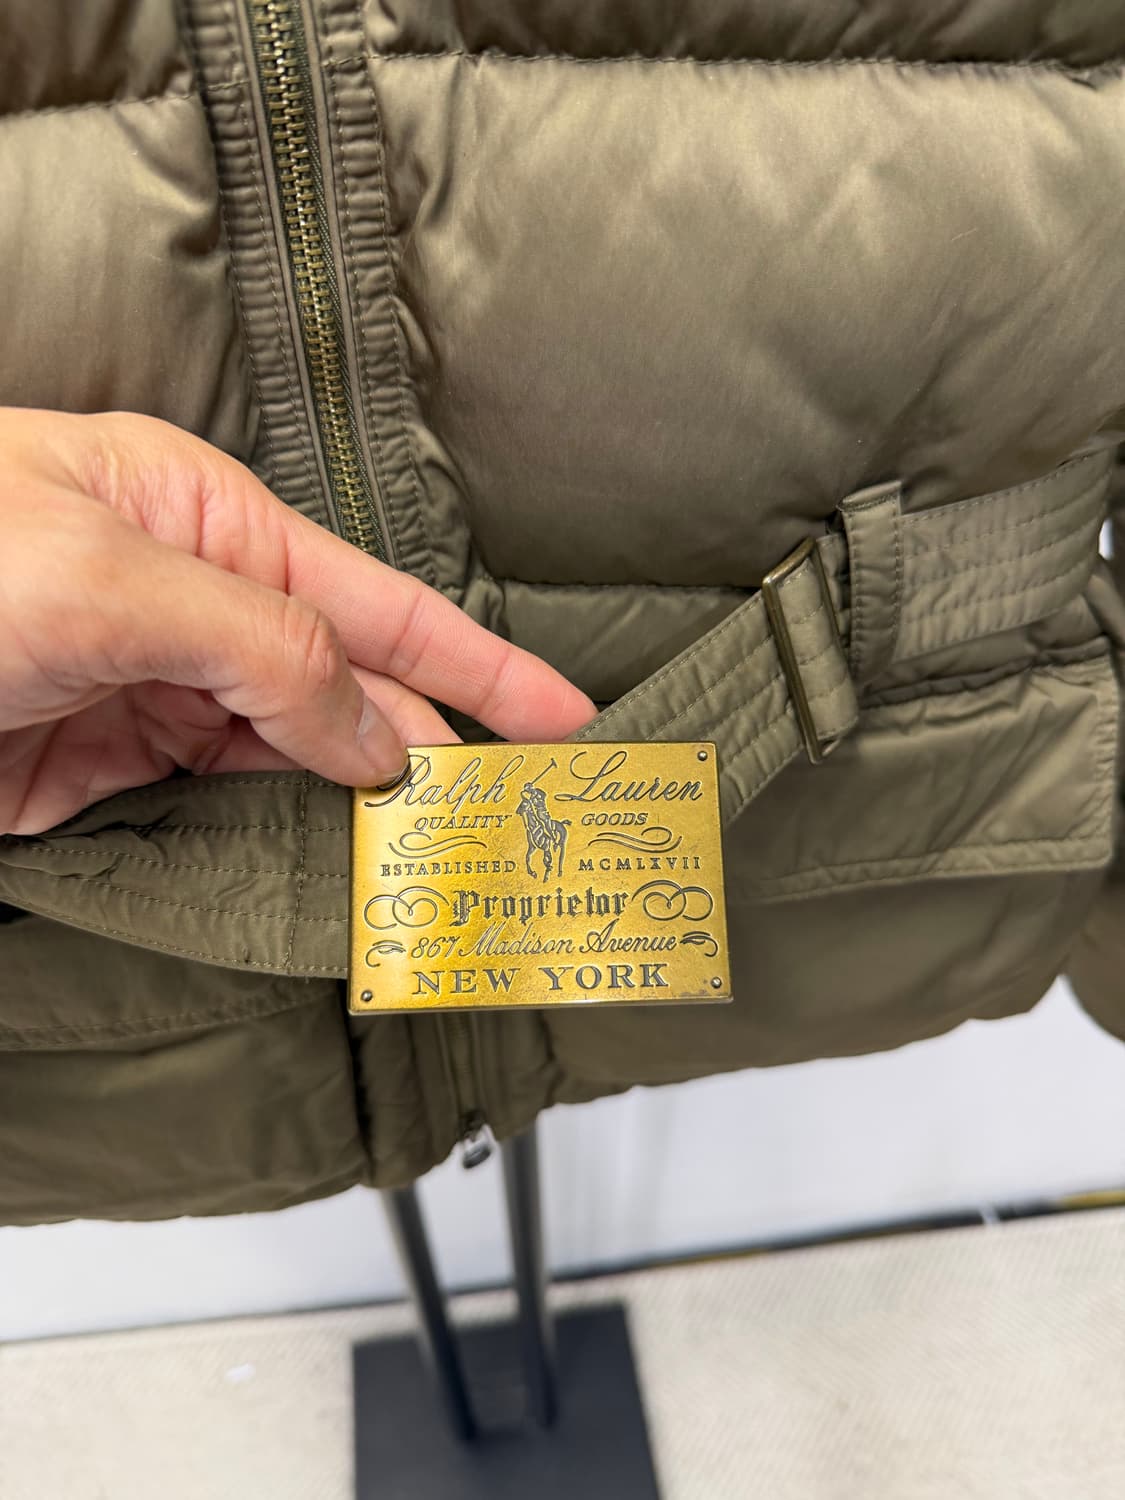 Ralph Lauren
QUALITY GOODS
ESTABLISHED MCMLXVII
Proprietor
867 Madison Avenue
NEW YORK